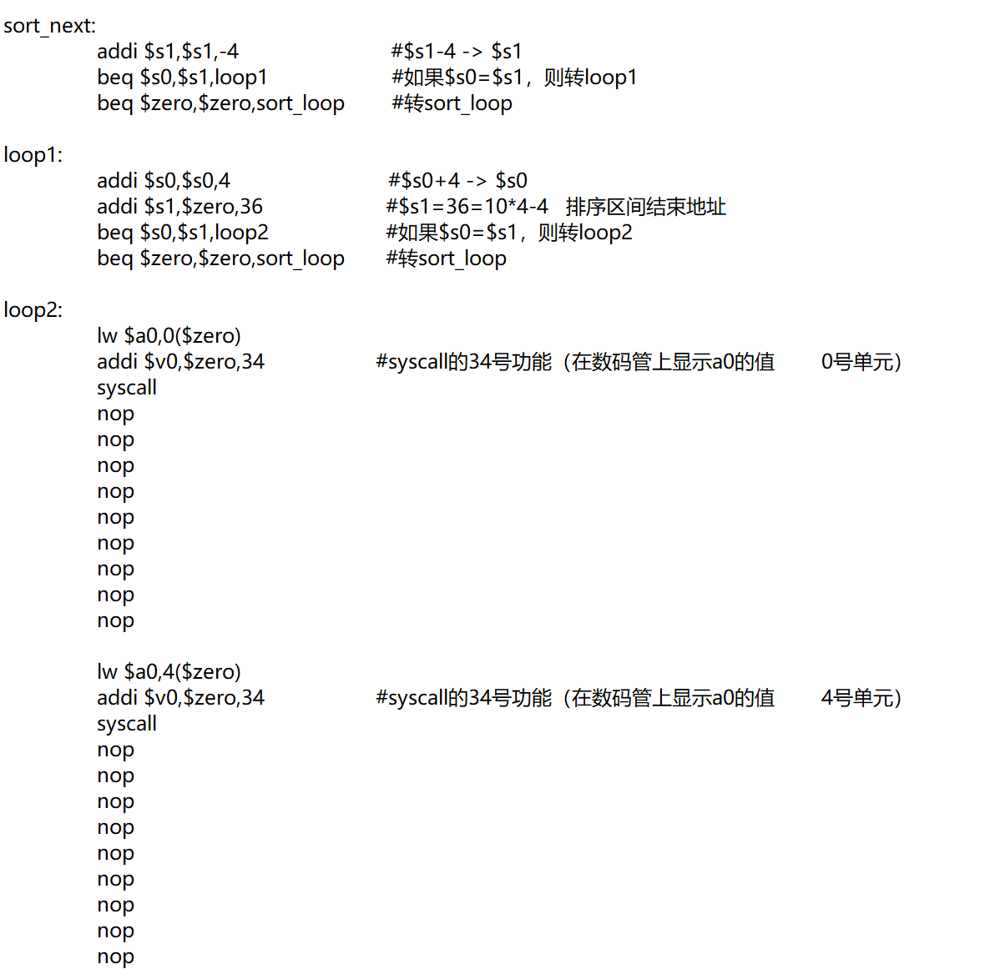 sort_next:
addi $s1,$s1,-4 #$s1-4 -> $s1
beq $s0,$s1,loop1 #如果$s0=$s1，则转loop1
beq $zero,$zero,sort_loop #转sort_loop
loop1:
addi $s0,$s0,4 #$s0+4 -> $s0
addi $s1,$zero,36 #$s1=36=10*4-4 排序区间结束地址
beq $s0,$s1,loop2 #如果$s0=$s1，则转loop2
beq $zero,$zero,sort_loop #转sort_loop
loop2:
lw $a0,0($zero)
addi $v0,$zero,34 #syscall的34号功能（在数码管上显示a0的值 0号单元）
syscall
nop
nop
nop
nop
nop
nop
nop
nop
nop
lw $a0,4($zero)
addi $v0,$zero,34 #syscall的34号功能（在数码管上显示a0的值 4号单元）
syscall
nop
nop
nop
nop
nop
nop
nop
nop
nop